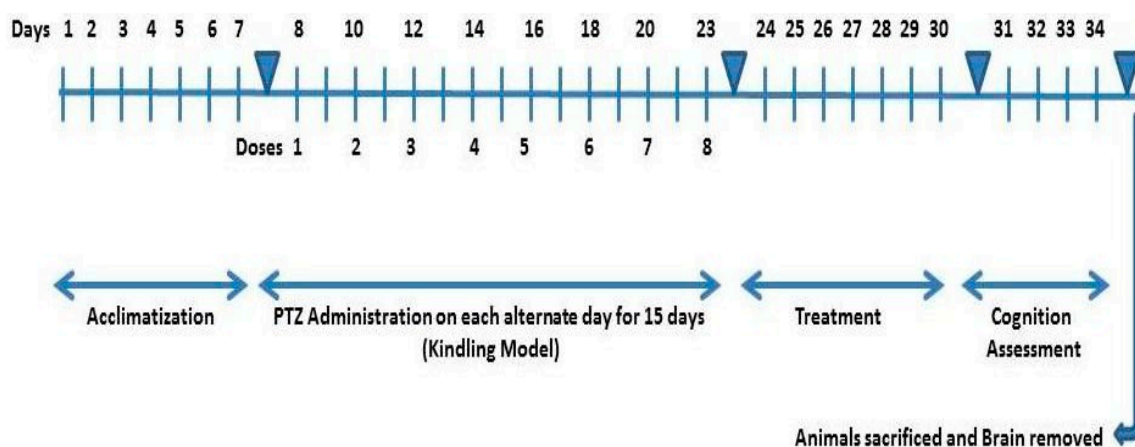 Days 1 2 3 4 5 6 7 8 10 12 14 16 18 20 23 24 25 26 27 28 29 30 31 32 33 34
Doses 1 2 3 4 5 6 7 8
Acclimatization
PTZ Administration on each alternate day for 15 days
(Kindling Model)
Treatment
Cognition
Assessment
Animals sacrificed and Brain removed